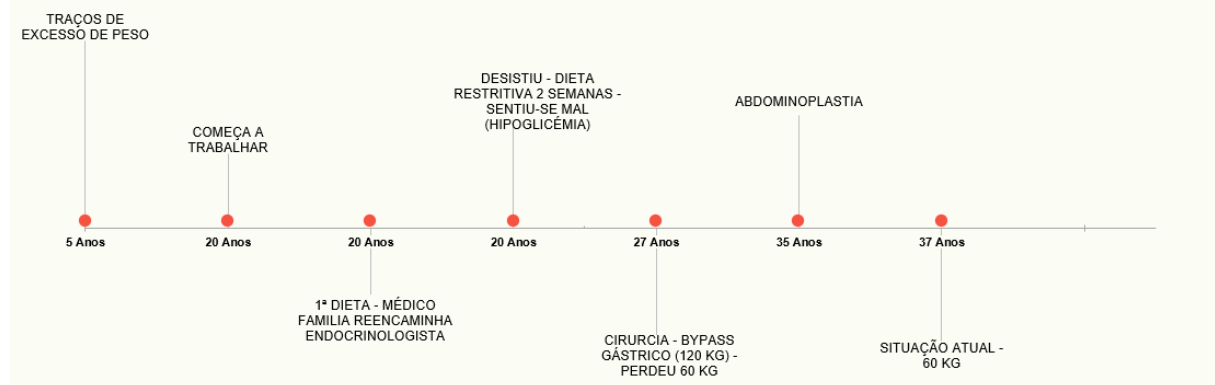 TRAÇOS DE
EXCESSO DE PESO
COMEÇA A
TRABALHAR
DESISTIU - DIETA
RESTRITIVA 2 SEMANAS -
SENTIU-SE MAL
(HIPOGLICÉMIA)
ABDOMINOPLASTIA
5 Anos
20 Anos
20 Anos
20 Anos
27 Anos
35 Anos
37 Anos
1ª DIETA - MÉDICO
FAMILIA REENCAMINHA
ENDOCRINOLOGISTA
CIRURCIA - BYPASS
GÁSTRICO (120 KG) -
PERDEU 60 KG
SITUAÇÃO ATUAL -
60 KG